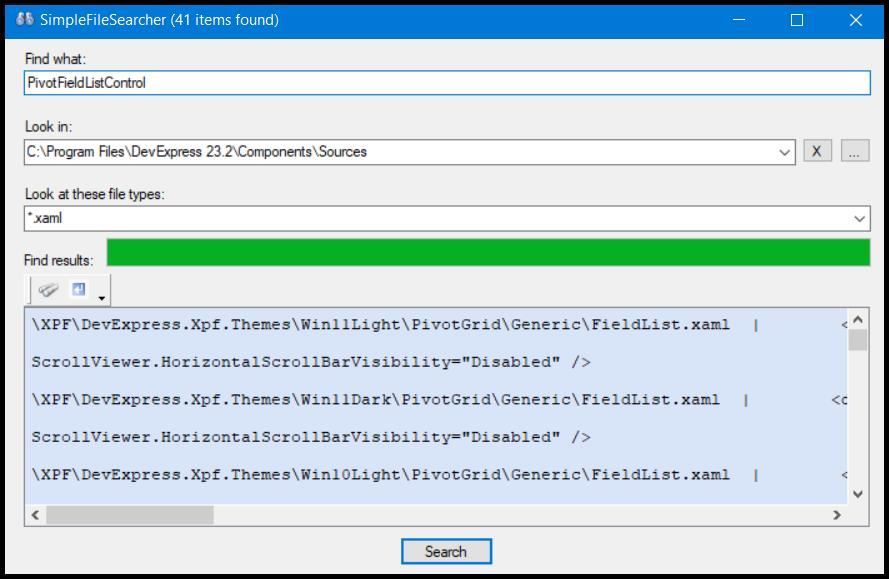 SimpleFileSearcher (41 items found)
Find what:
PivotFieldListControl
Look in:
C:\Program Files\DevExpress 23.2\Components\Sources
X ...
Look at these file types:
*.xaml
Find results:
\XPF\DevExpress.Xpf.Themes\Win11Light\PivotGrid\Generic\FieldList.xaml | <
ScrollViewer.HorizontalScrollBarVisibility="Disabled" />
\XPF\DevExpress.Xpf.Themes\Win11Dark\PivotGrid\Generic\FieldList.xaml | <d
ScrollViewer.HorizontalScrollBarVisibility="Disabled" />
\XPF\DevExpress.Xpf.Themes\Win10Light\PivotGrid\Generic\FieldList.xaml | <
Search